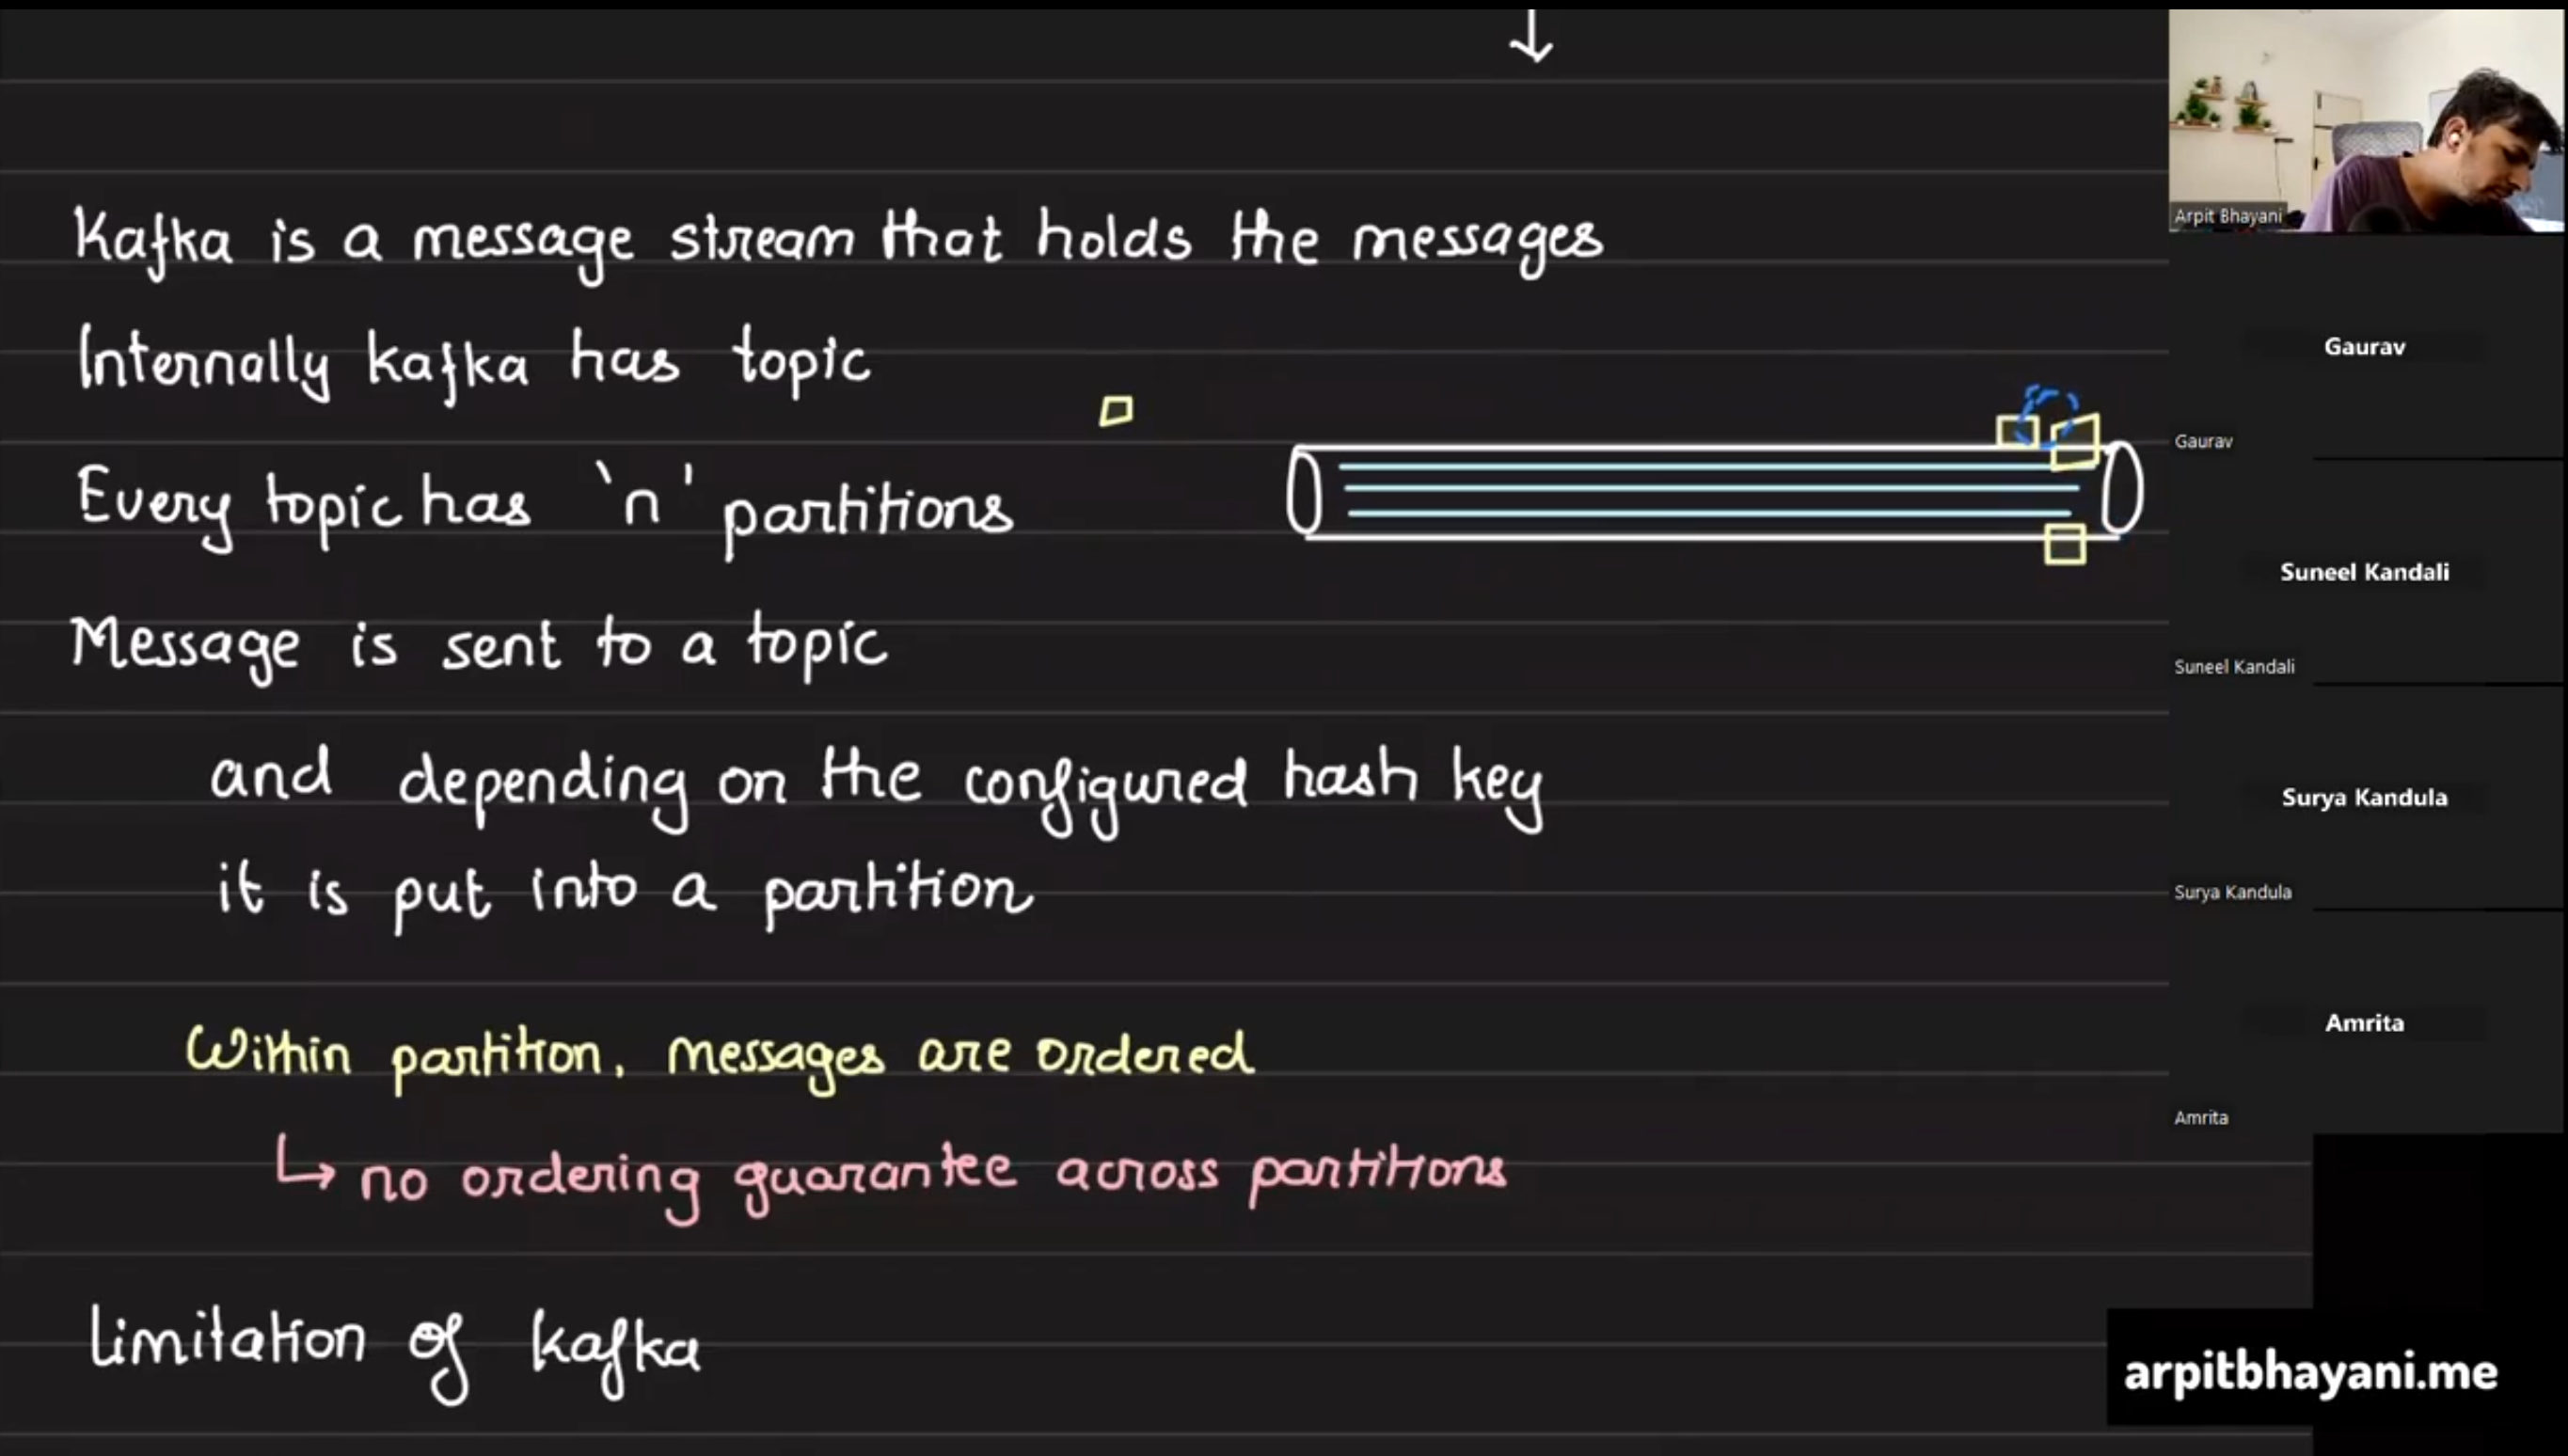 Kafka is a message stream that holds the messages
Internally kafka has topic
Every topic has 'n' partitions
Message is sent to a topic
and depending on the configured hash key
it is put into a partition
Within partition, messages are ordered
↳ no ordering guarantee across partitions
Limitation of kafka
Arpit Bhayani
Gaurav
Gaurav
Suneel Kandali
Suneel Kandali
Surya Kandula
Surya Kandula
Amrita
Amrita
arpitbhayani.me